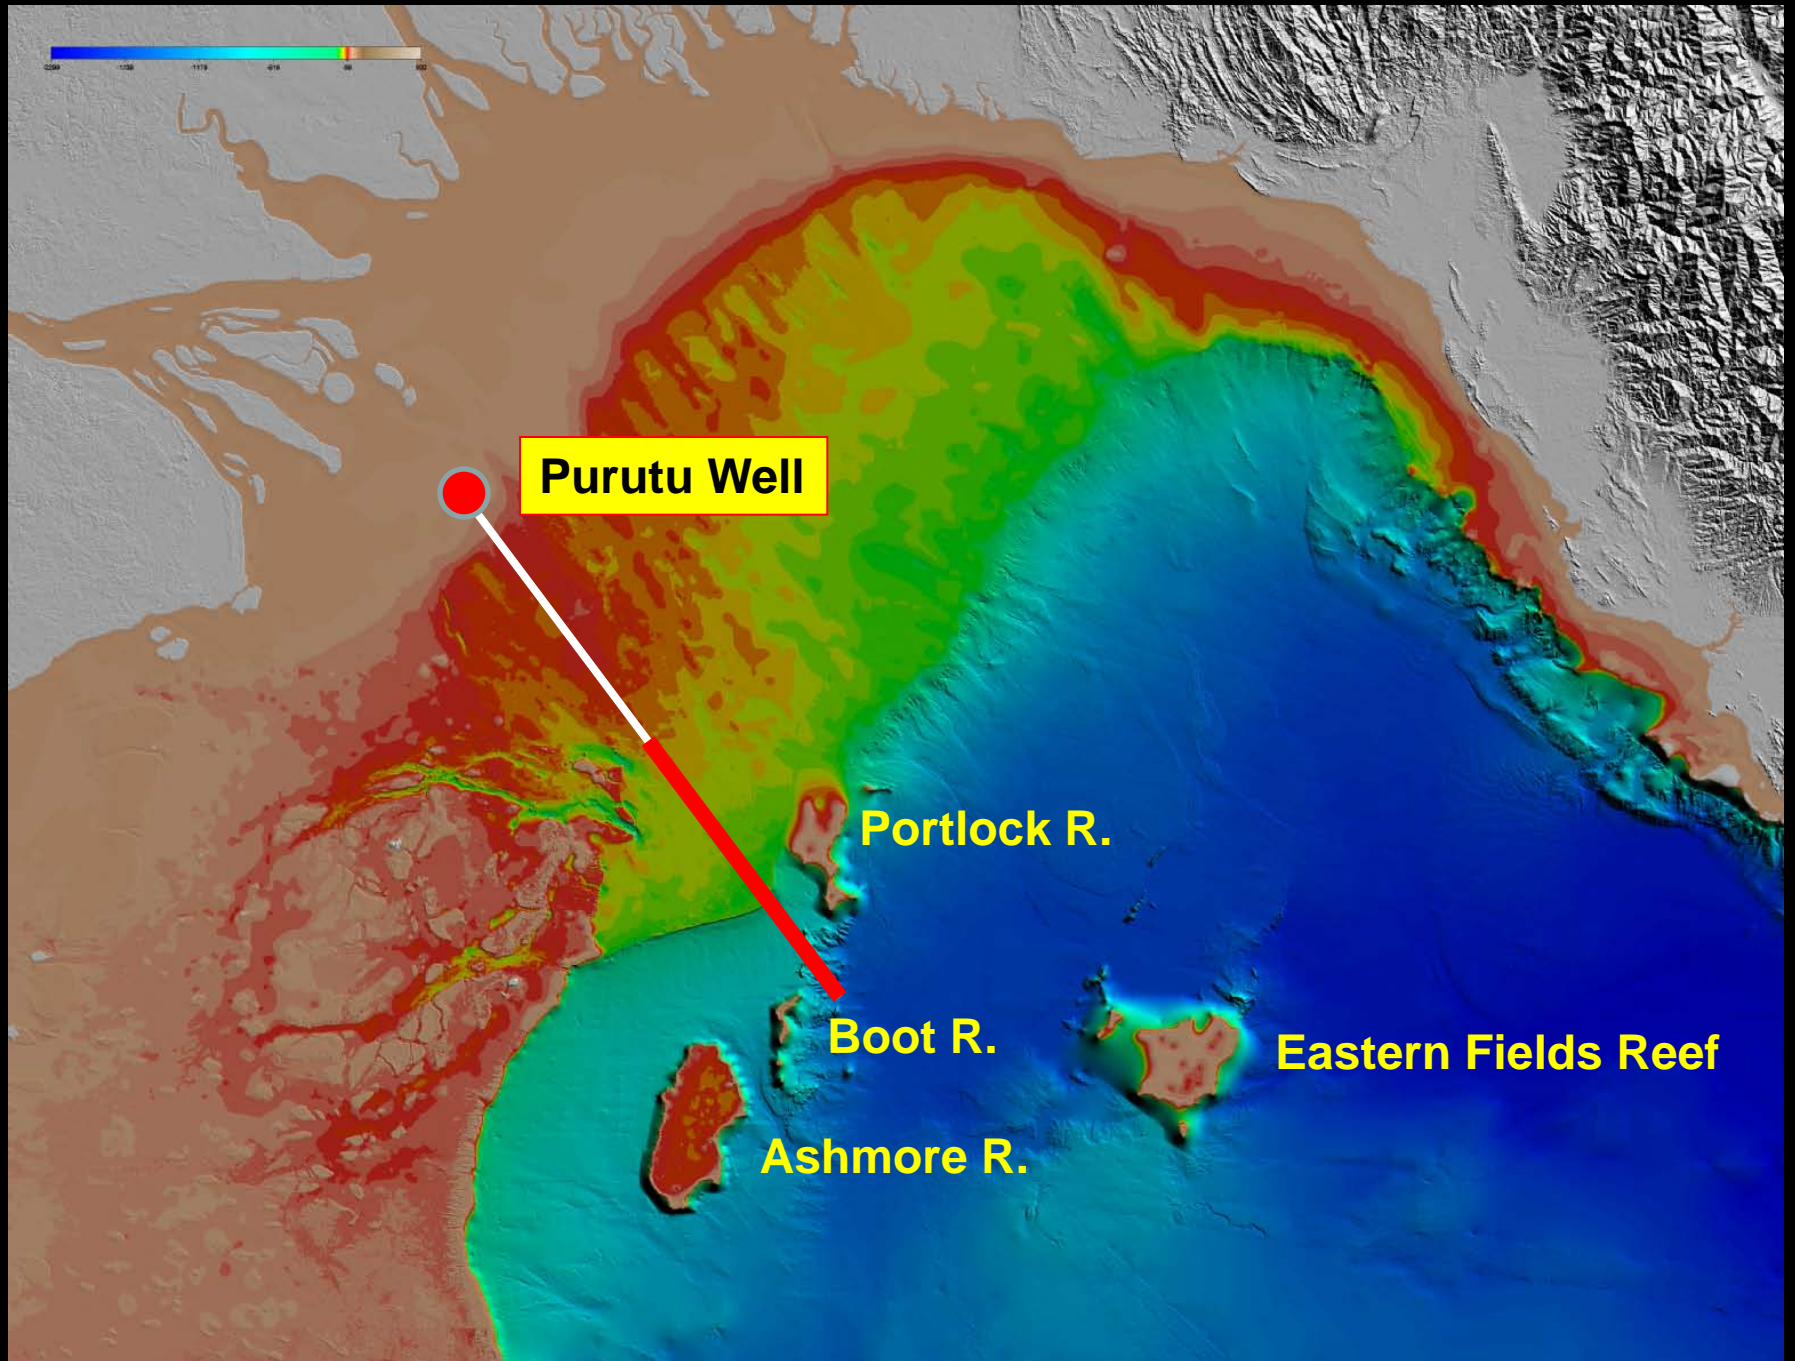 Purutu Well
Portlock R.
Boot R.
Eastern Fields Reef
Ashmore R.